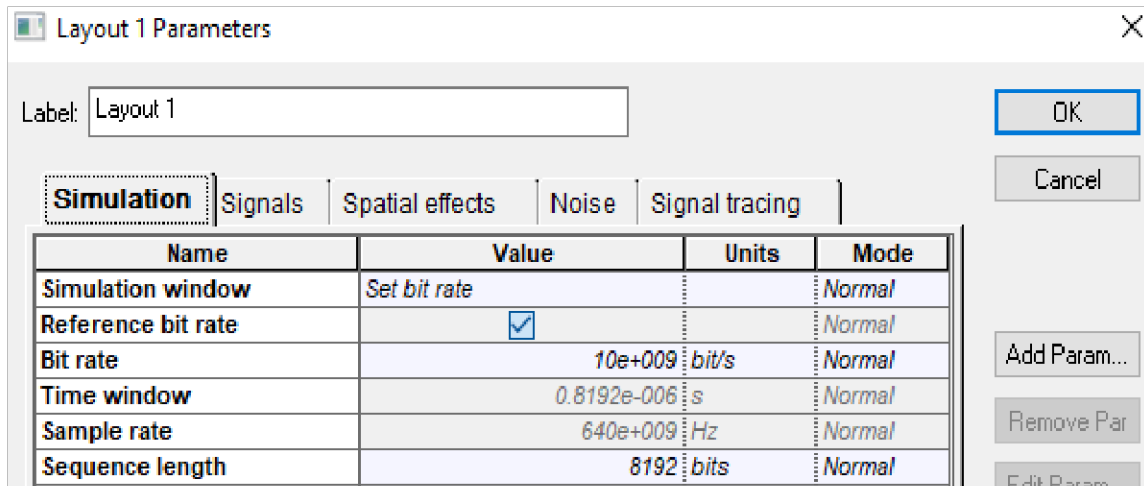 Layout 1 Parameters
Label: Layout 1
OK
Cancel
Simulation Signals Spatial effects Noise Signal tracing
Name Value Units Mode
Simulation window Set bit rate Normal
Reference bit rate Normal
Bit rate 10e+009 bit/s Normal
Time window 0.8192e-006 s Normal
Sample rate 640e+009 Hz Normal
Sequence length 8192 bits Normal
Add Param...
Remove Par
Edit Param...